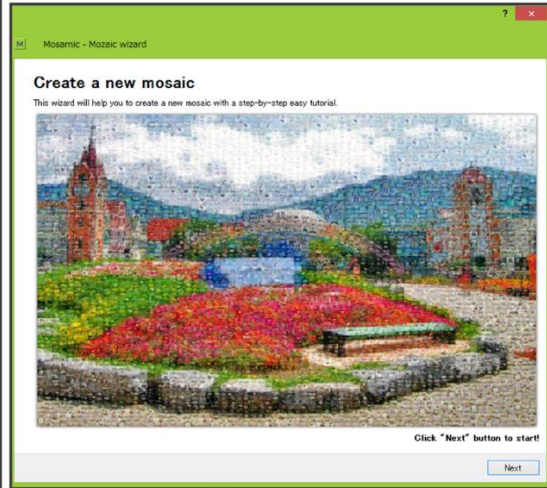 ? ×
M Mosamic - Mozaic wizard
Create a new mosaic
This wizard will help you to create a new mosaic with a step-by-step easy tutorial.
Click "Next" button to start!
Next